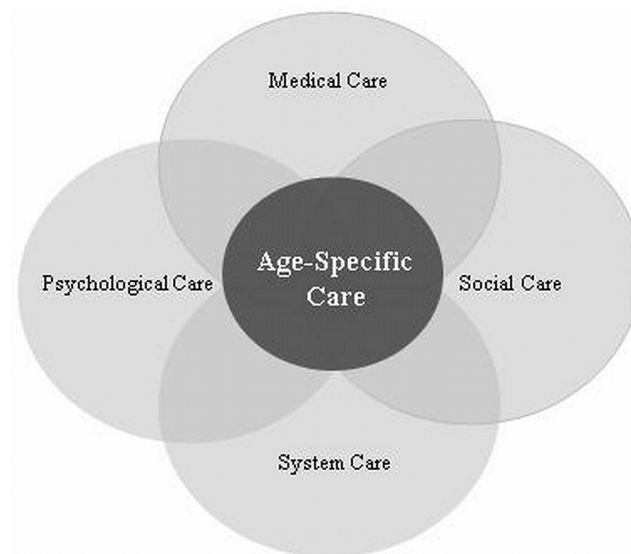 Medical Care
Age-Specific
Care
Psychological Care
Social Care
System Care